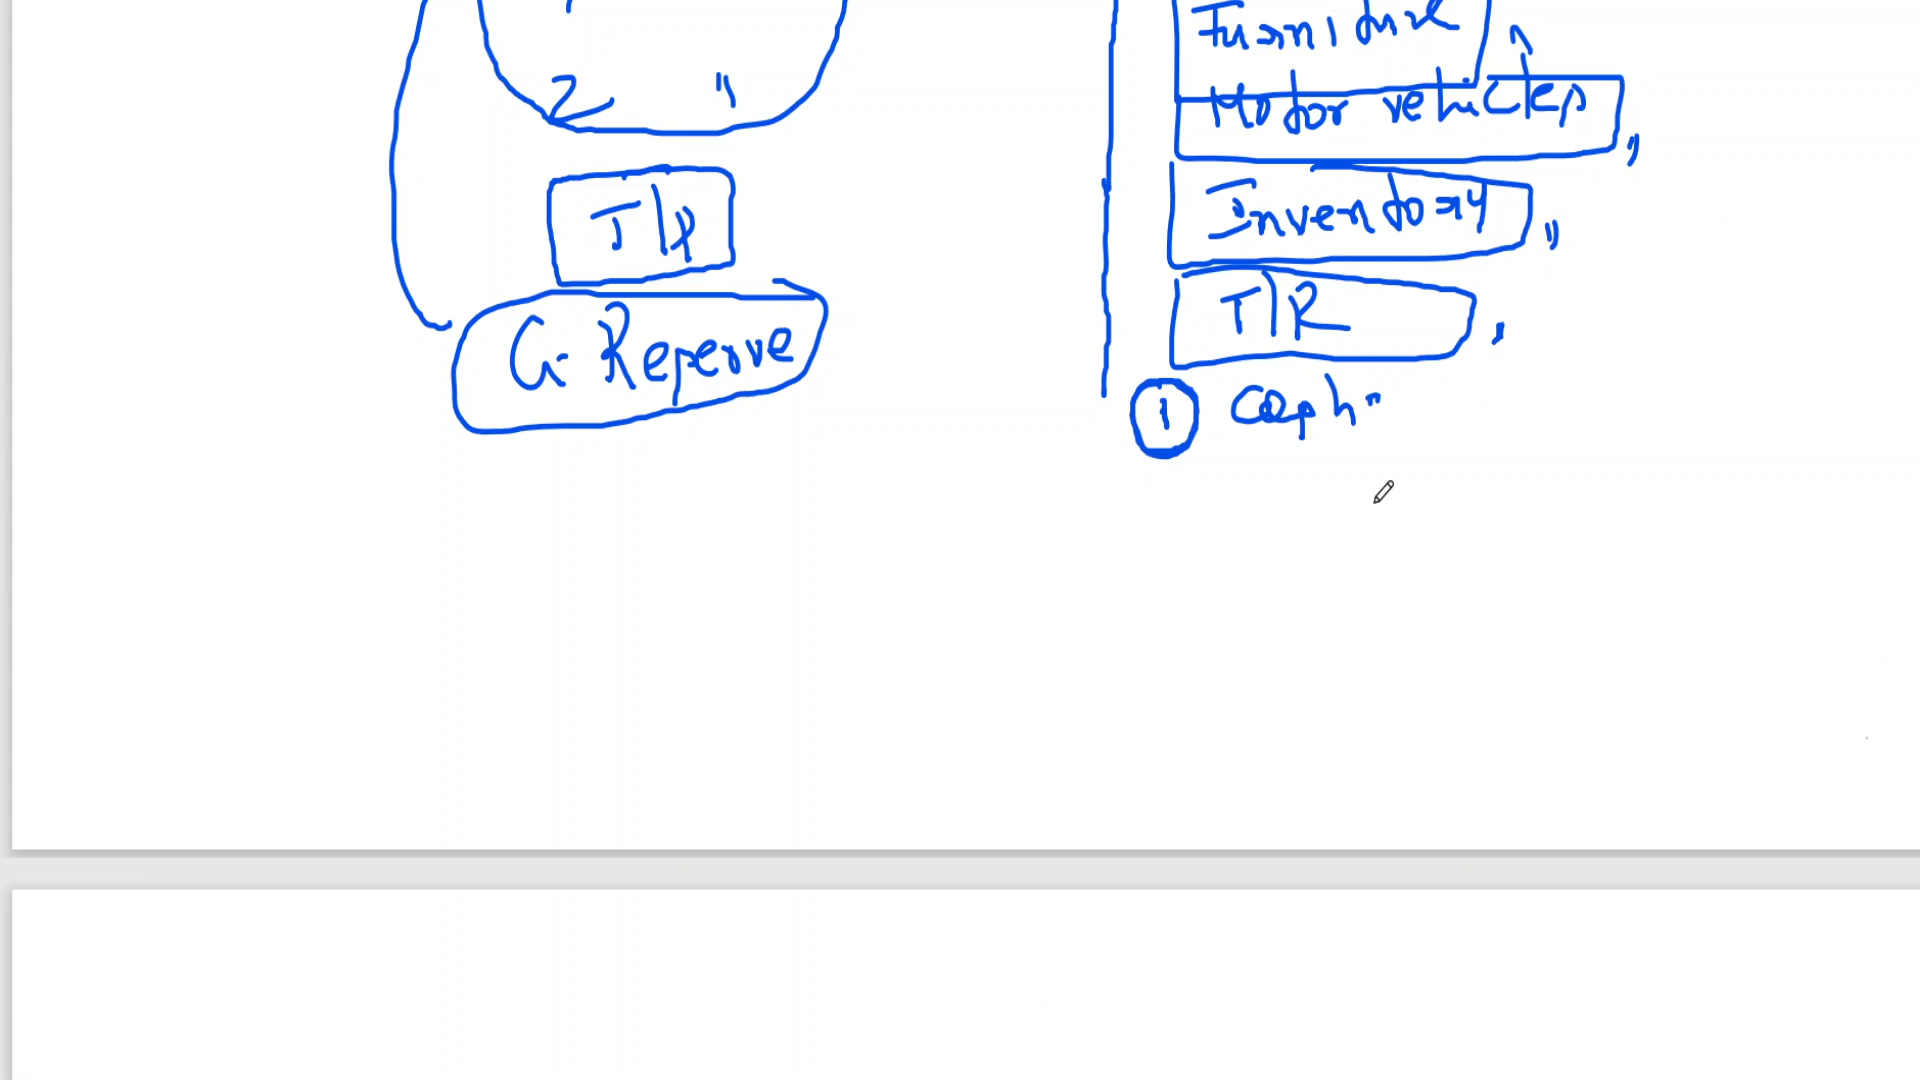 2 "
T/P
G. Reserve
Furniture "
Motor vehicles "
Inventory "
T/R "
1 Cash "